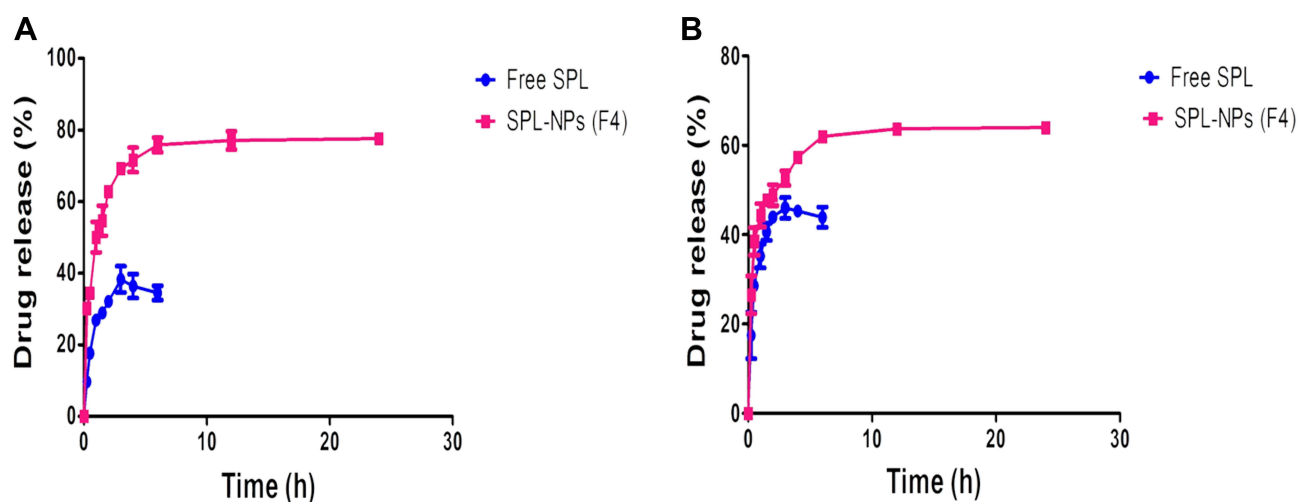 A
100
80
60
40
20
0
Drug release (%)
0 10 20 30
Time (h)
Free SPL
SPL-NPs (F4)
B
80
60
40
20
0
Drug release (%)
0 10 20 30
Time (h)
Free SPL
SPL-NPs (F4)